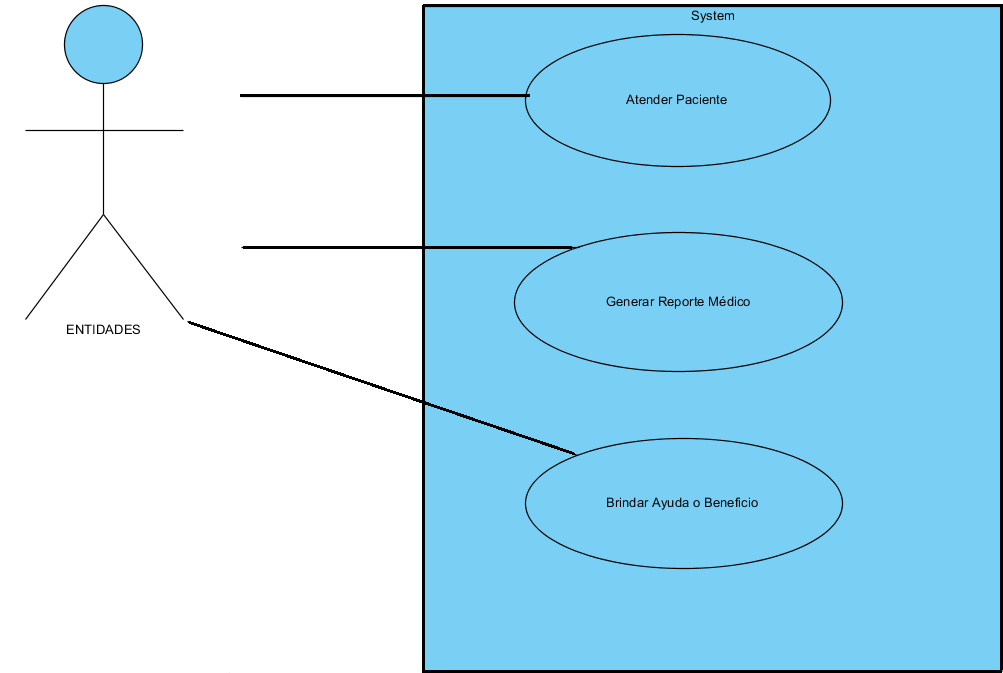 System
Atender Paciente
Generar Reporte Médico
ENTIDADES
Brindar Ayuda o Beneficio